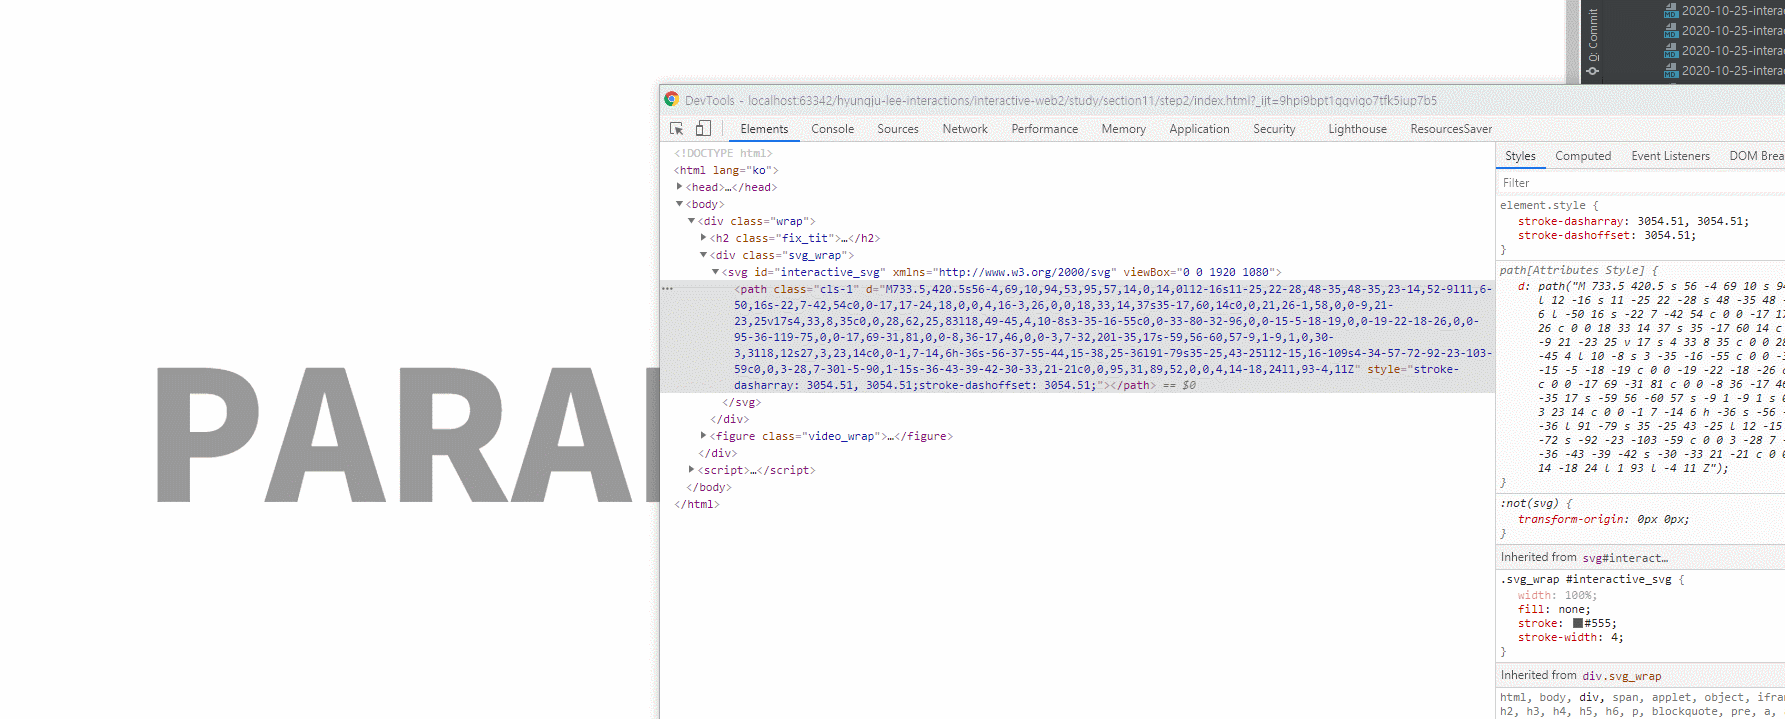 2020-10-25-interac
2020-10-25-interac
2020-10-25-interac
2020-10-25-interac
0: Commit
DevTools - localhost:63342/hyungju-lee-interactions/interactive-web2/study/section11/step2/index.html?_ijt=9hpi9bpt1qqviqo7tfk5iup7b5
Elements Console Sources Network Performance Memory Application Security Lighthouse ResourcesSaver
<!DOCTYPE html>
<html lang="ko">
<head>…</head>
<body>
<div class="wrap">
<h2 class="fix_tit">…</h2>
<div class="svg_wrap">
<svg id="interactive_svg" xmlns="http://www.w3.org/2000/svg" viewBox="0 0 1920 1080">
<path class="cls-1" d="M733.5,420.5s56-4,69,10,94,53,95,57,14,0,14,0l12-16s11-25,22-28,48-35,48-35,23-14,52-9l11,6-
50,16s-22,7-42,54c0,0-17,17-24,18,0,0,4,16-3,26,0,0,18,33,14,37s35-17,60,14c0,0,21,26-1,58,0,0-9,21-
23,25v17s4,33,8,35c0,0,28,62,25,83l18,49-45,4,10-8s3-35-16-55c0,0-33-80-32-96,0,0-15-5-18-19,0,0-19-22-18-26,0,0-
95-36-119-75,0,0-17,69-31,81,0,0-8,36-17,46,0,0-3,7-32,20l-35,17s-59,56-60,57-9,1-9,1,0,30-
3,31l8,12s27,3,23,14c0,0-1,7-14,6h-36s-56-37-55-44,15-38,25-36l91-79s35-25,43-25l12-15,16-109s4-34-57-72-92-23-103-
59c0,0,3-28,7-30l-5-90,1-15s-36-43-39-42-30-33,21-21c0,0,95,31,89,52,0,0,4,14-18,24l1,93-4,11Z" style="stroke-
dasharray: 3054.51, 3054.51;stroke-dashoffset: 3054.51;"></path> == $0
</svg>
</div>
<figure class="video_wrap">…</figure>
</div>
<script>…</script>
</body>
</html>
PARA
Styles Computed Event Listeners DOM Brea
Filter
element.style {
stroke-dasharray: 3054.51, 3054.51;
stroke-dashoffset: 3054.51;
}
path[Attributes Style] {
d: path("M 733.5 420.5 s 56 -4 69 10 s 94
l 12 -16 s 11 -25 22 -28 s 48 -35 48 -
6 l -50 16 s -22 7 -42 54 c 0 0 -17 17
26 c 0 0 18 33 14 37 s 35 -17 60 14 c
-9 21 -23 25 v 17 s 4 33 8 35 c 0 0 28
-45 4 l 10 -8 s 3 -35 -16 -55 c 0 0 -3
-15 -5 -18 -19 c 0 0 -19 -22 -18 -26 c
c 0 0 -17 69 -31 81 c 0 0 -8 36 -17 46
-35 17 s -59 56 -60 57 s -9 1 -9 1 s 0
3 23 14 c 0 0 -1 7 -14 6 h -36 s -56 -
-36 l 91 -79 s 35 -25 43 -25 l 12 -15
-72 s -92 -23 -103 -59 c 0 0 3 -28 7 -
-36 -43 -39 -42 s -30 -33 21 -21 c 0 0
14 -18 24 l 1 93 l -4 11 Z");
}
:not(svg) {
transform-origin: 0px 0px;
}
Inherited from svg#interact…
.svg_wrap #interactive_svg {
width: 100%;
fill: none;
stroke: #555;
stroke-width: 4;
}
Inherited from div.svg_wrap
html, body, div, span, applet, object, ifram
h2, h3, h4, h5, h6, p, blockquote, pre, a,